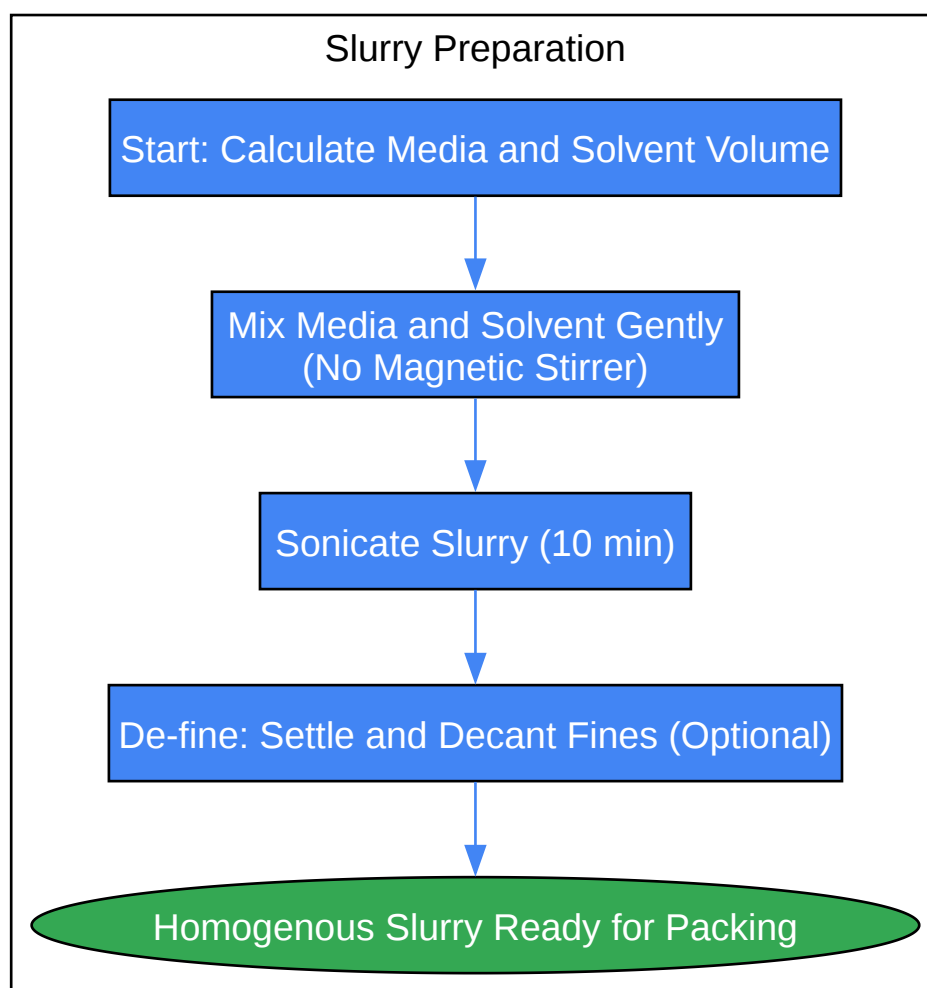 Slurry Preparation
Start: Calculate Media and Solvent Volume
Mix Media and Solvent Gently
(No Magnetic Stirrer)
Sonicate Slurry (10 min)
De-fine: Settle and Decant Fines (Optional)
Homogenous Slurry Ready for Packing